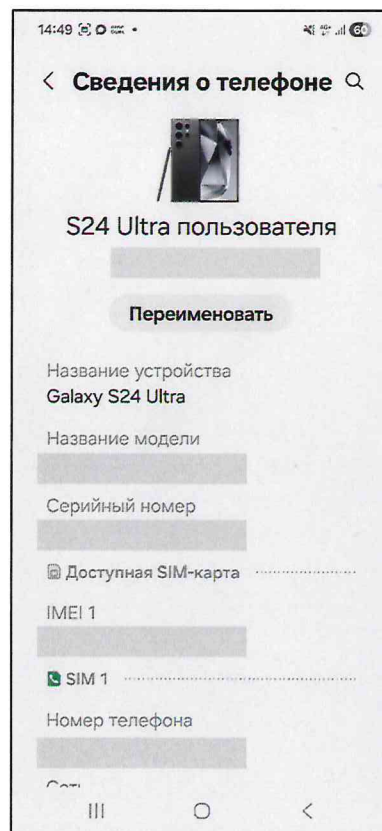 14:49
60
Сведения о телефоне
S24 Ultra пользователя
Переименовать
Название устройства
Galaxy S24 Ultra
Название модели
Серийный номер
Доступная SIM-карта
IMEI 1
SIM 1
Номер телефона